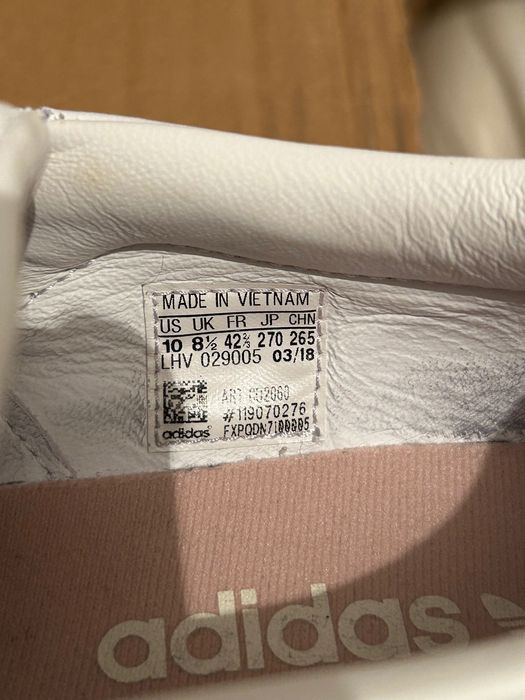 MADE IN VIETNAM
US UK FR JP CHN
10 8½ 42⅔ 270 265
LHV 029005 03/18
ART
#119070276
adidas
adidas